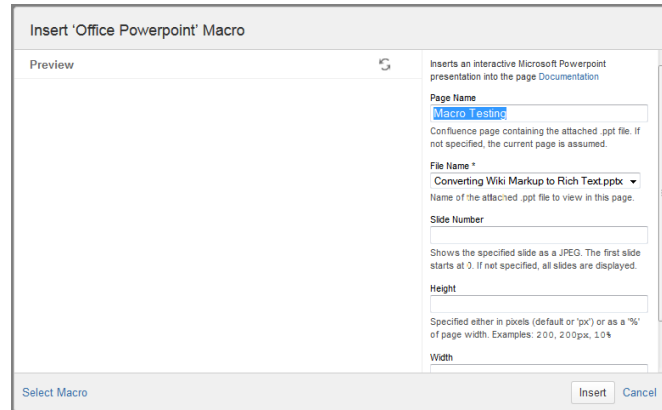 Insert ‘Office Powerpoint’ Macro
Preview
Inserts an interactive Microsoft Powerpoint
presentation into the page Documentation
Page Name
Macro Testing
Confluence page containing the attached .ppt file. If
not specified, the current page is assumed.
File Name *
Converting Wiki Markup to Rich Text.pptx
Name of the attached .ppt file to view in this page.
Slide Number
Shows the specified slide as a JPEG. The first slide
starts at 0. If not specified, all slides are displayed.
Height
Specified either in pixels (default or 'px') or as a '%'
of page width. Examples: 200, 200px, 10%
Width
Select Macro
Insert
Cancel